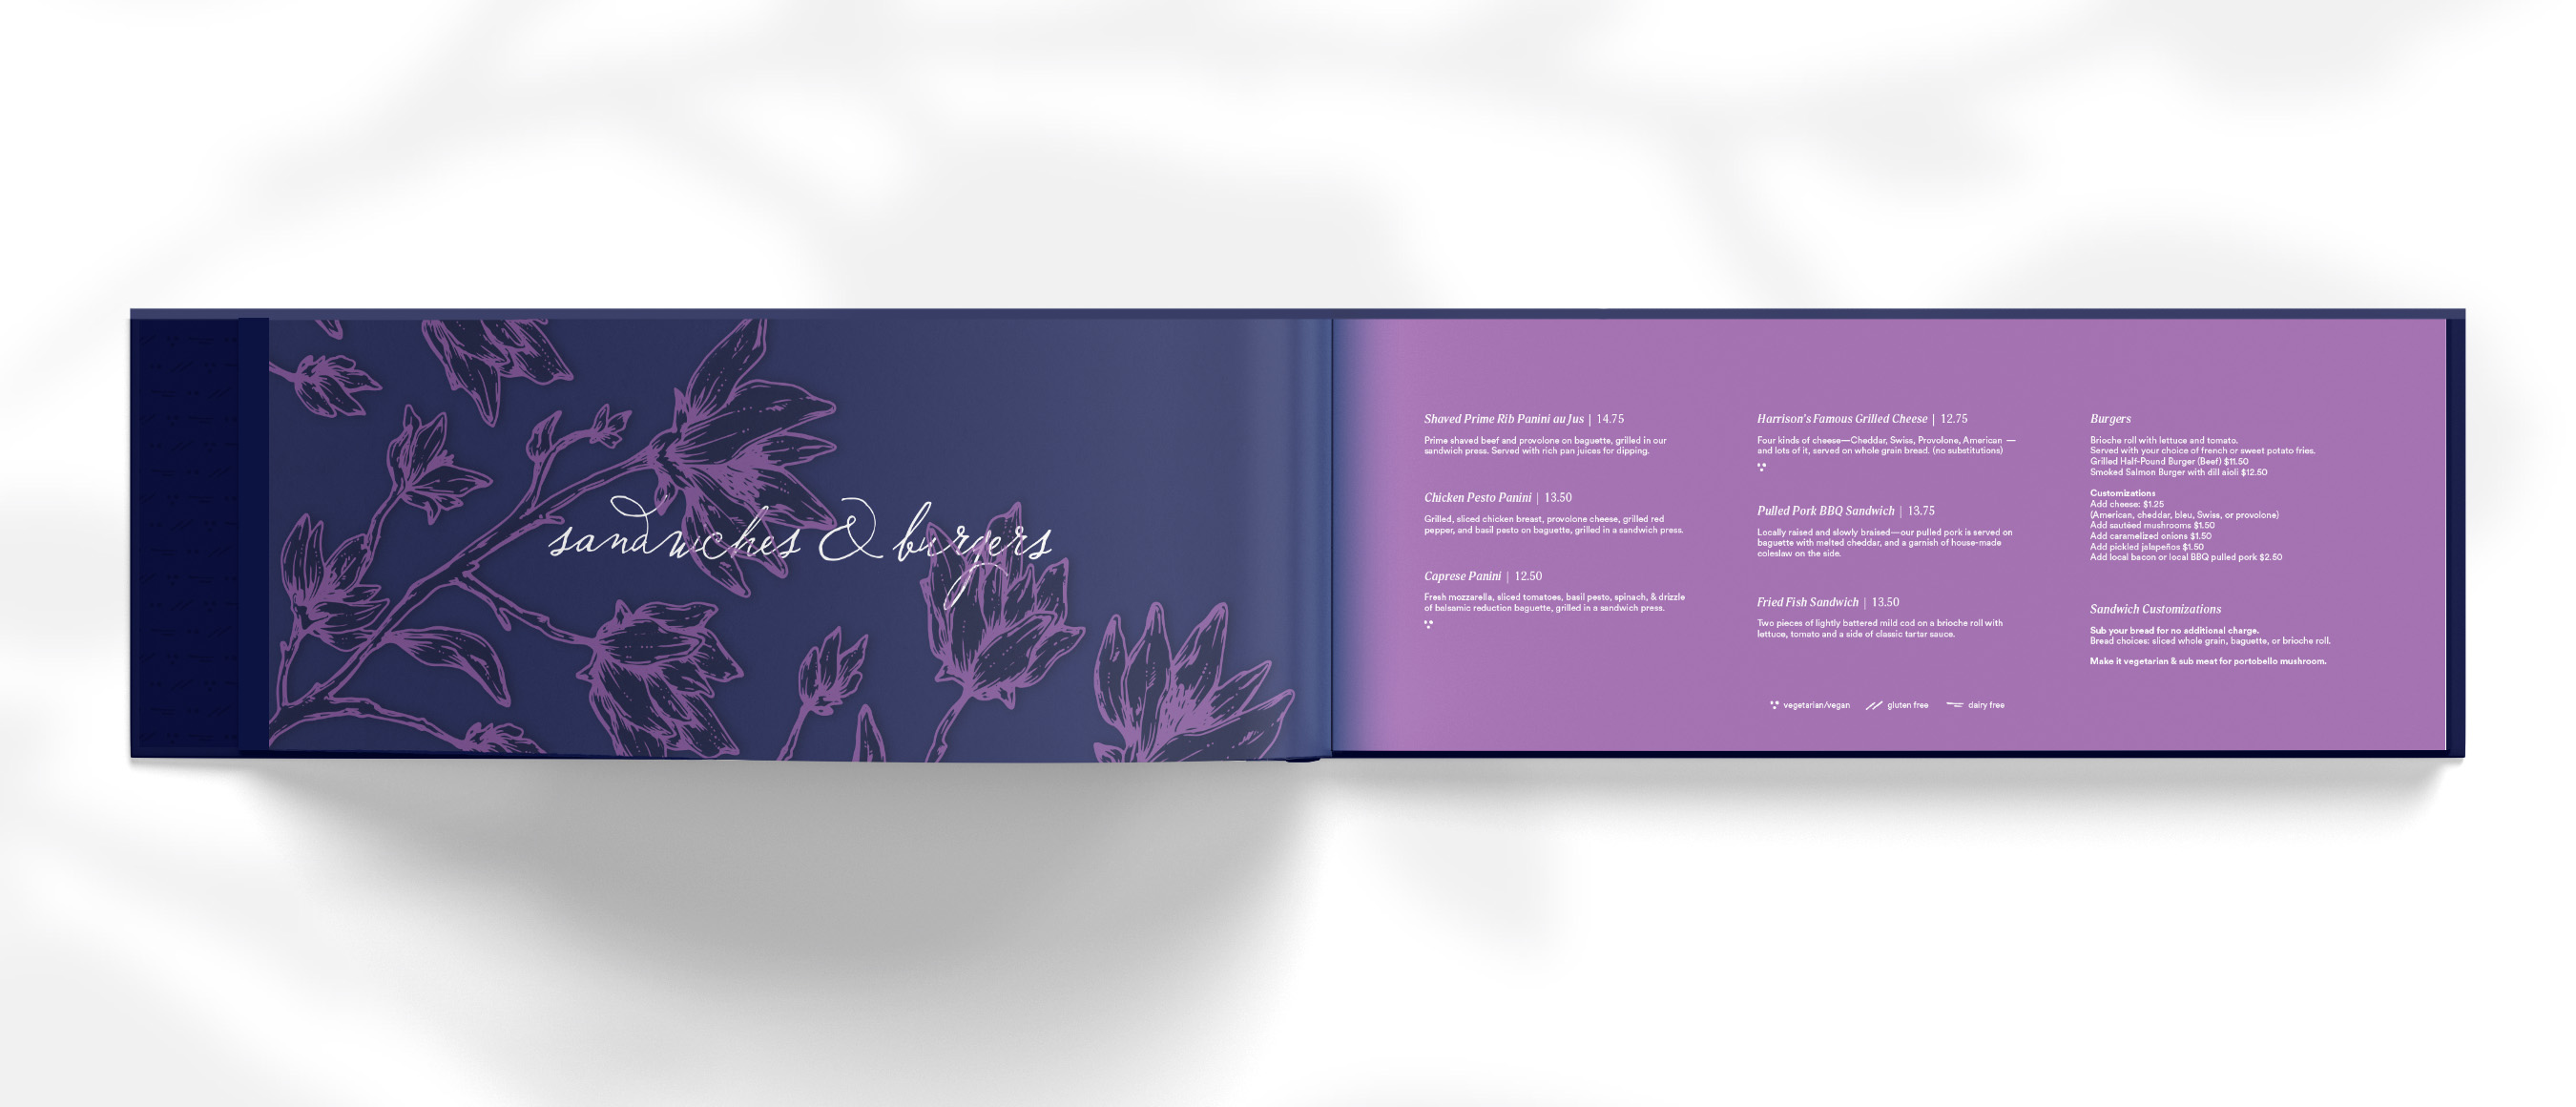 sandwiches & burgers
Shaved Prime Rib Panini au Jus | 14.75
Prime shaved beef and provolone on baguette, grilled in our
sandwich press. Served with rich pan juices for dipping.
Chicken Pesto Panini | 13.50
Grilled, sliced chicken breast, provolone cheese, grilled red
pepper, and basil pesto on baguette, grilled in a sandwich press.
Caprese Panini | 12.50
Fresh mozzarella, sliced tomatoes, basil pesto, spinach, & drizzle
of balsamic reduction baguette, grilled in a sandwich press.
Harrison's Famous Grilled Cheese | 12.75
Four kinds of cheese—Cheddar, Swiss, Provolone, American —
and lots of it, served on whole grain bread. (no substitutions)
Pulled Pork BBQ Sandwich | 13.75
Locally raised and slowly braised—our pulled pork is served on
baguette with melted cheddar, and a garnish of house-made
coleslaw on the side.
Fried Fish Sandwich | 13.50
Two pieces of lightly battered mild cod on a brioche roll with
lettuce, tomato and a side of classic tartar sauce.
Burgers
Brioche roll with lettuce and tomato.
Served with your choice of french or sweet potato fries.
Grilled Half-Pound Burger (Beef) $11.50
Smoked Salmon Burger with dill aioli $12.50
Customizations
Add cheese: $1.25
(American, cheddar, bleu, Swiss, or provolone)
Add sautéed mushrooms $1.50
Add caramelized onions $1.50
Add pickled jalapeños $1.50
Add local bacon or local BBQ pulled pork $2.50
Sandwich Customizations
Sub your bread for no additional charge.
Bread choices: sliced whole grain, baguette, or brioche roll.
Make it vegetarian & sub meat for portobello mushroom.
vegetarian/vegan gluten free dairy free